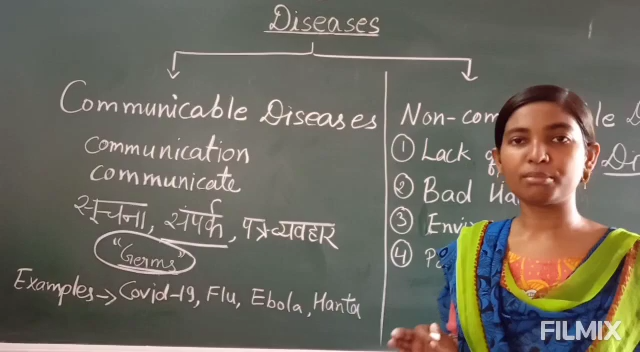 Diseases
Communicable Diseases
communication
communicate
सूचना, संपर्क, पत्रव्यवहार
"Germs"
Examples → Covid-19, Flu, Ebola, Hanta
Non-com
① Lack
② Bad
③
④
FILMIX